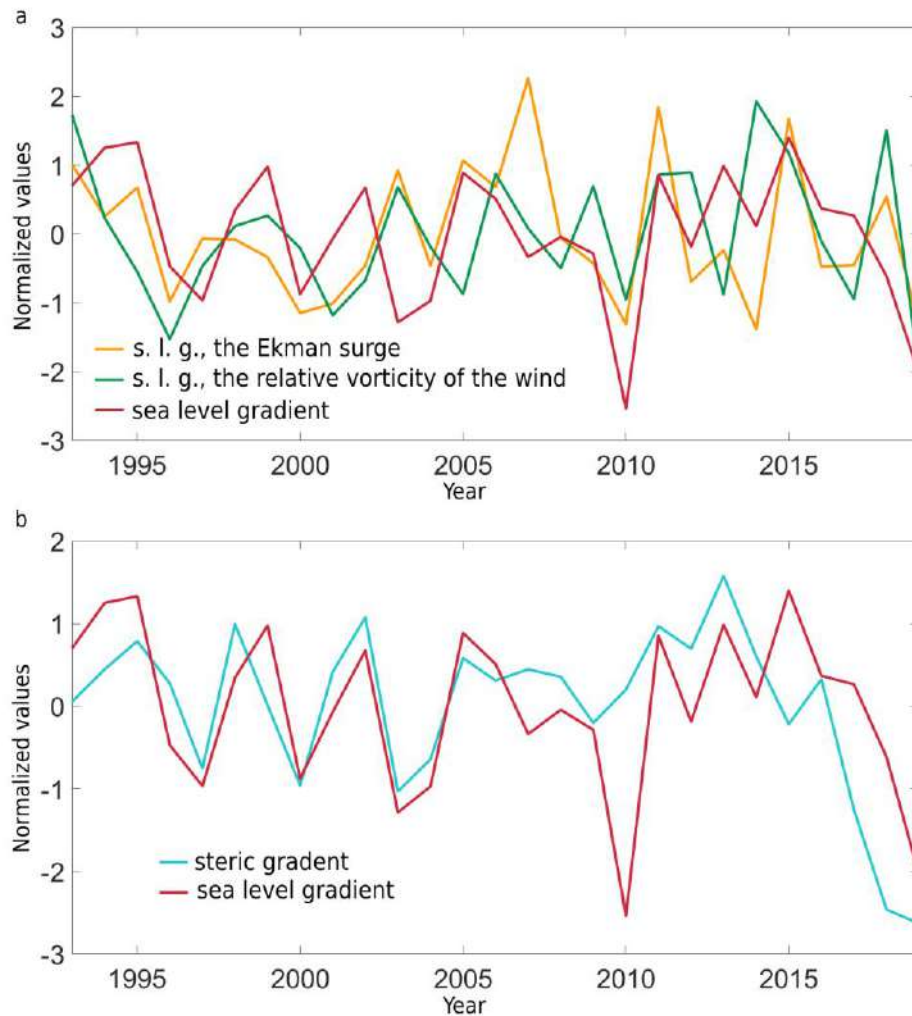 a
3
2
1
0
-1
-2
-3
Normalized values
s. l. g., the Ekman surge
s. l. g., the relative vorticity of the wind
sea level gradient
1995 2000 2005 2010 2015
Year
b
2
1
0
-1
-2
-3
Normalized values
steric gradent
sea level gradient
1995 2000 2005 2010 2015
Year